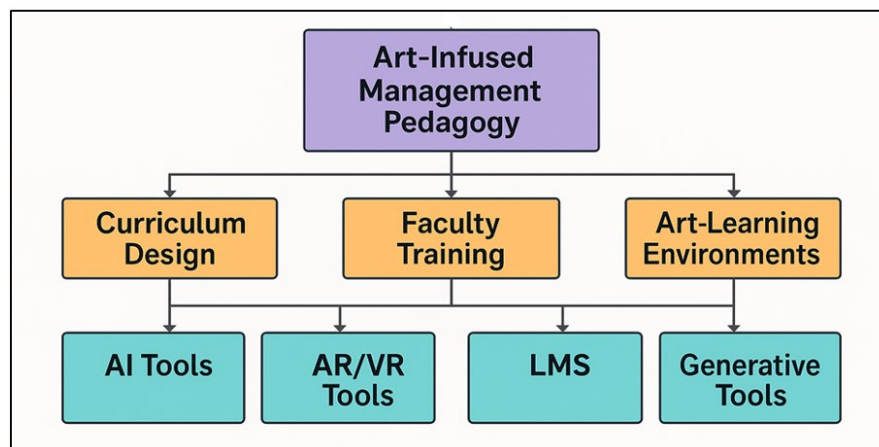 Art-Infused
Management
Pedagogy
Curriculum
Design
Faculty
Training
Art-Learning
Environments
AI Tools
AR/VR
Tools
LMS
Generative
Tools